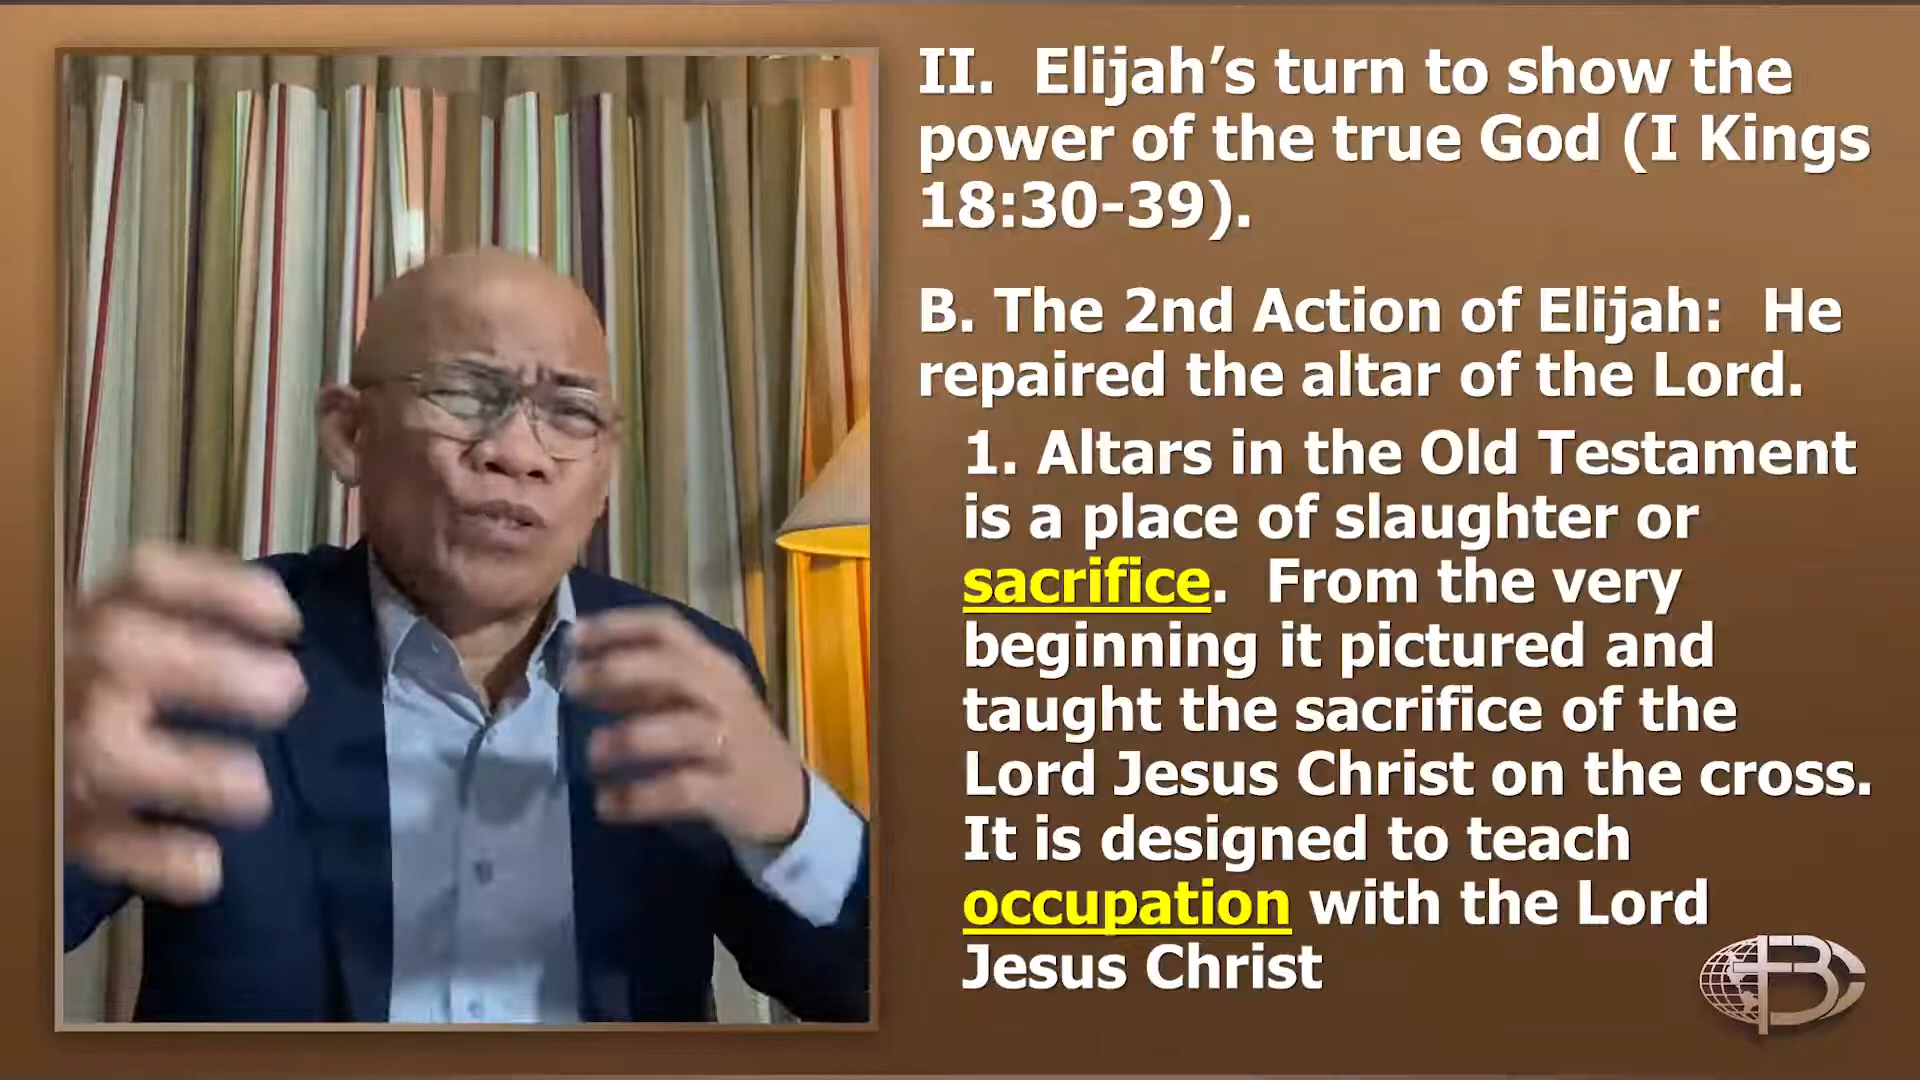 II.  Elijah’s turn to show the
power of the true God (I Kings
18:30-39).
B. The 2nd Action of Elijah:  He
repaired the altar of the Lord.
1. Altars in the Old Testament
is a place of slaughter or
sacrifice.  From the very
beginning it pictured and
taught the sacrifice of the
Lord Jesus Christ on the cross.
It is designed to teach
occupation with the Lord
Jesus Christ